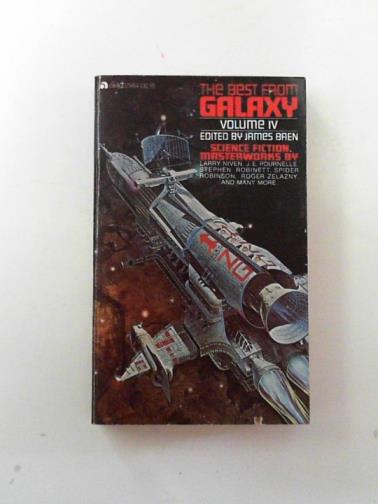 THE BEST FROM
GALAXY
VOLUME IV
EDITED BY JAMES BAEN
SCIENCE FICTION
MASTERWORKS BY
LARRY NIVEN, J.E. POURNELLE,
STEPHEN ROBINETT, SPIDER
ROBINSON, ROGER ZELAZNY,
AND MANY MORE